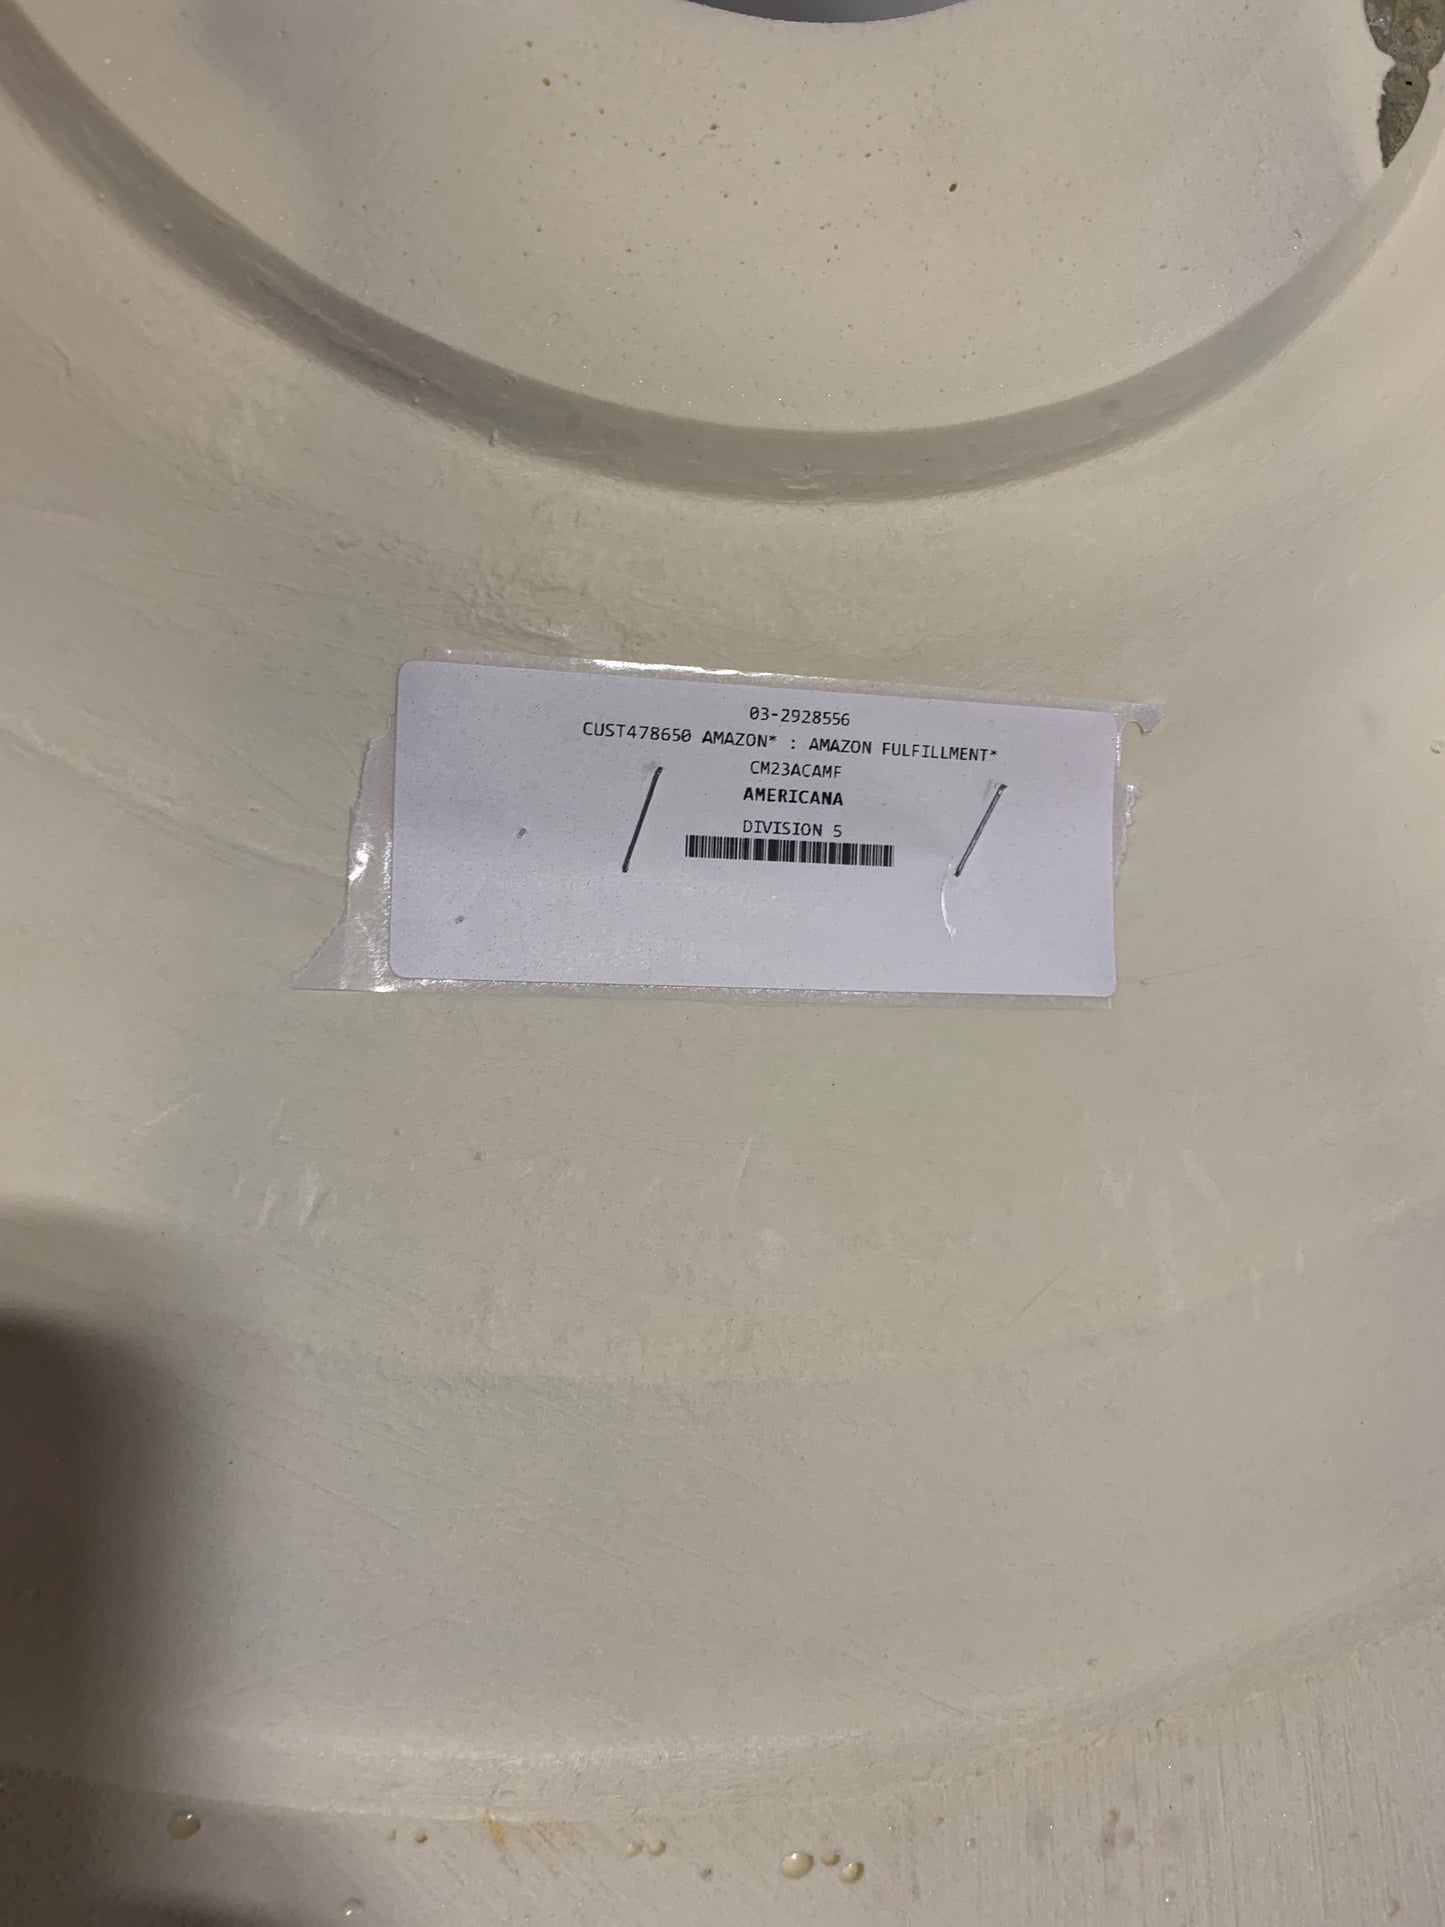 03-2928556
CUST478650 AMAZON* : AMAZON FULFILLMENT*
CM23ACAMF
AMERICANA
DIVISION 5